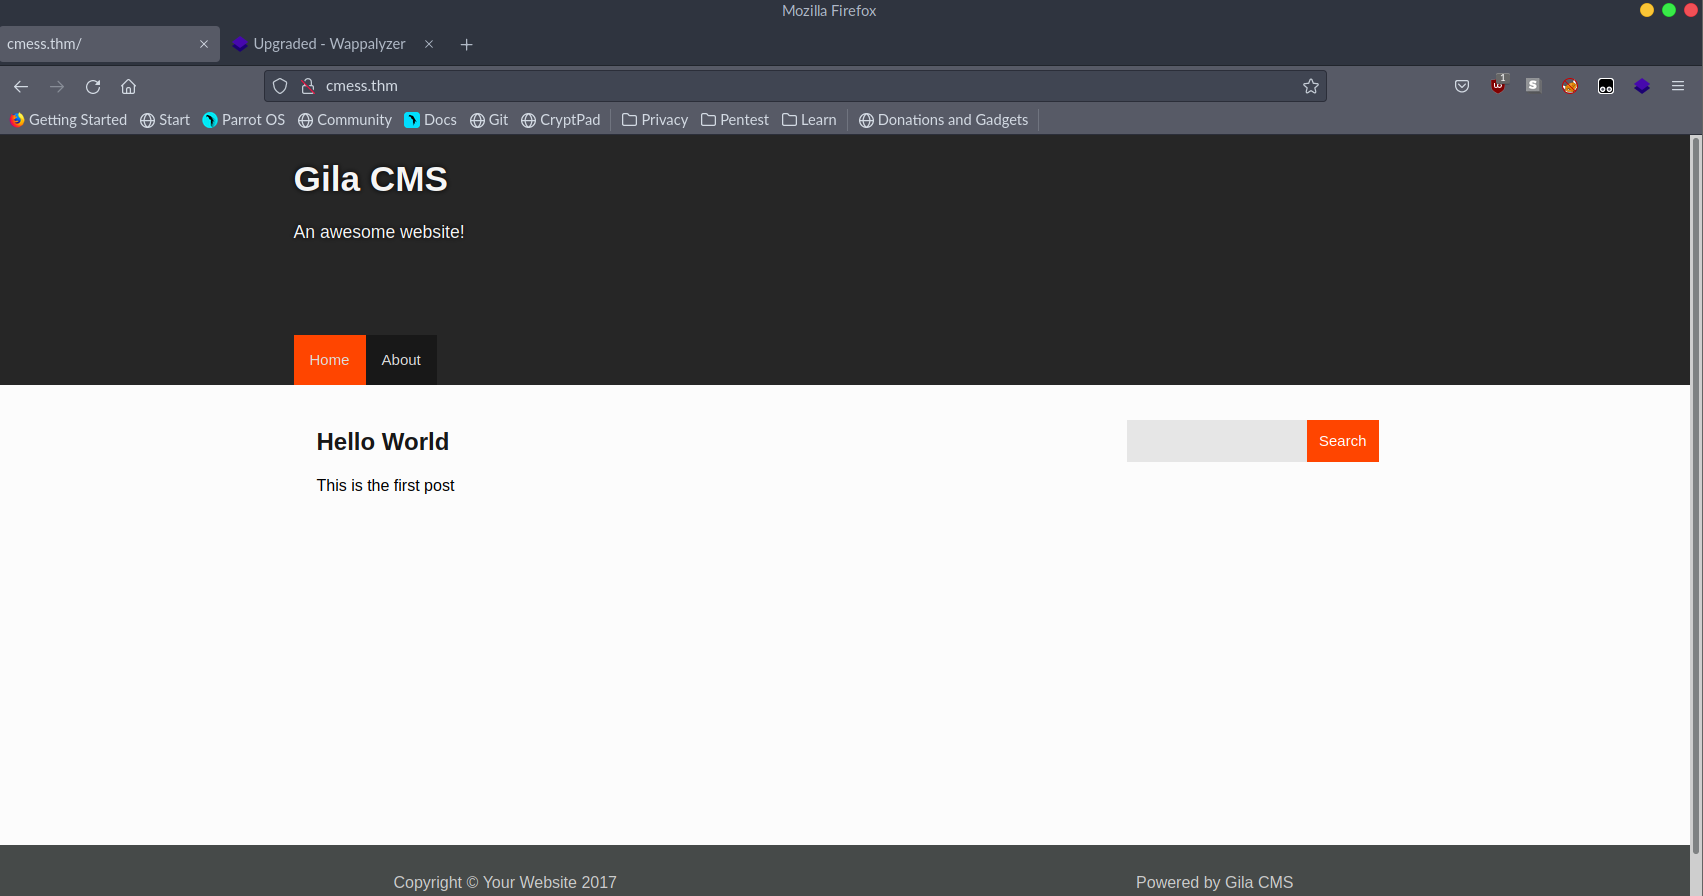 Mozilla Firefox
cmess.thm/
Upgraded - Wappalyzer
cmess.thm
1
S
Getting Started Start Parrot OS Community Docs Git CryptPad Privacy Pentest Learn Donations and Gadgets
Gila CMS
An awesome website!
Home About
Hello World
Search
This is the first post
Copyright © Your Website 2017
Powered by Gila CMS